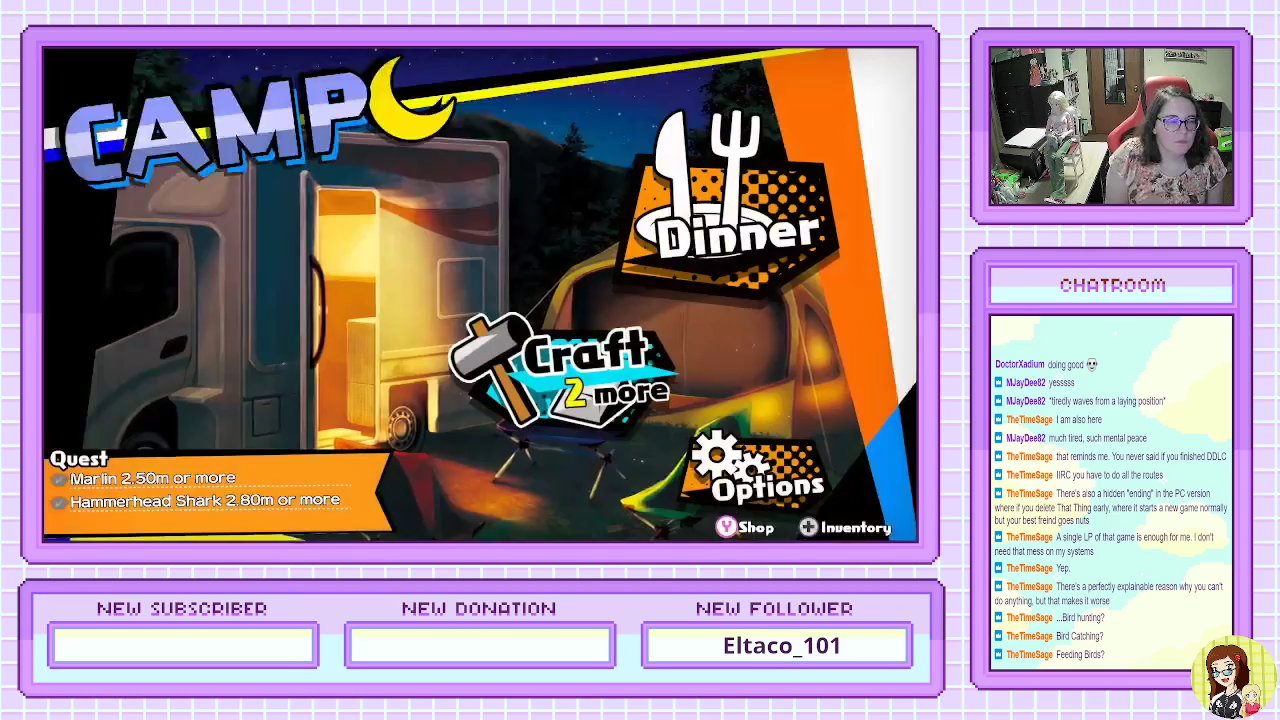 CAMP
Dinner
Craft
2 more
Options
Quest
Marlin 2.50m or more
Hammerhead Shark 2.80m or more
Y Shop
Inventory
NEW SUBSCRIBER
NEW DONATION
NEW FOLLOWER
Eltaco_101
CHATROOM
DoctorXadium doing good
MJayDee82 yesssss
MJayDee82 *tiredly waves from a laying position*
TheTimeSage I am also here
MJayDee82 much tired, such mental peace
TheTimeSage that reminds me. You never said if you finished DDLC
TheTimeSage IIRC you have to do all the routes
TheTimeSage There's also a hidden "ending" in the PC version
where if you delete That Thing early, where it starts a new game normally
but your best freind goes nuts
TheTimeSage A single LP of that game is enough for me. I don't
need that mess on my systems
TheTimeSage Yep.
TheTimeSage There's a perfectly explainable reason why you can't
do anything, but that makes it worse
TheTimeSage ...Bird hunting?
TheTimeSage Bird Catching?
TheTimeSage Feeding Birds?